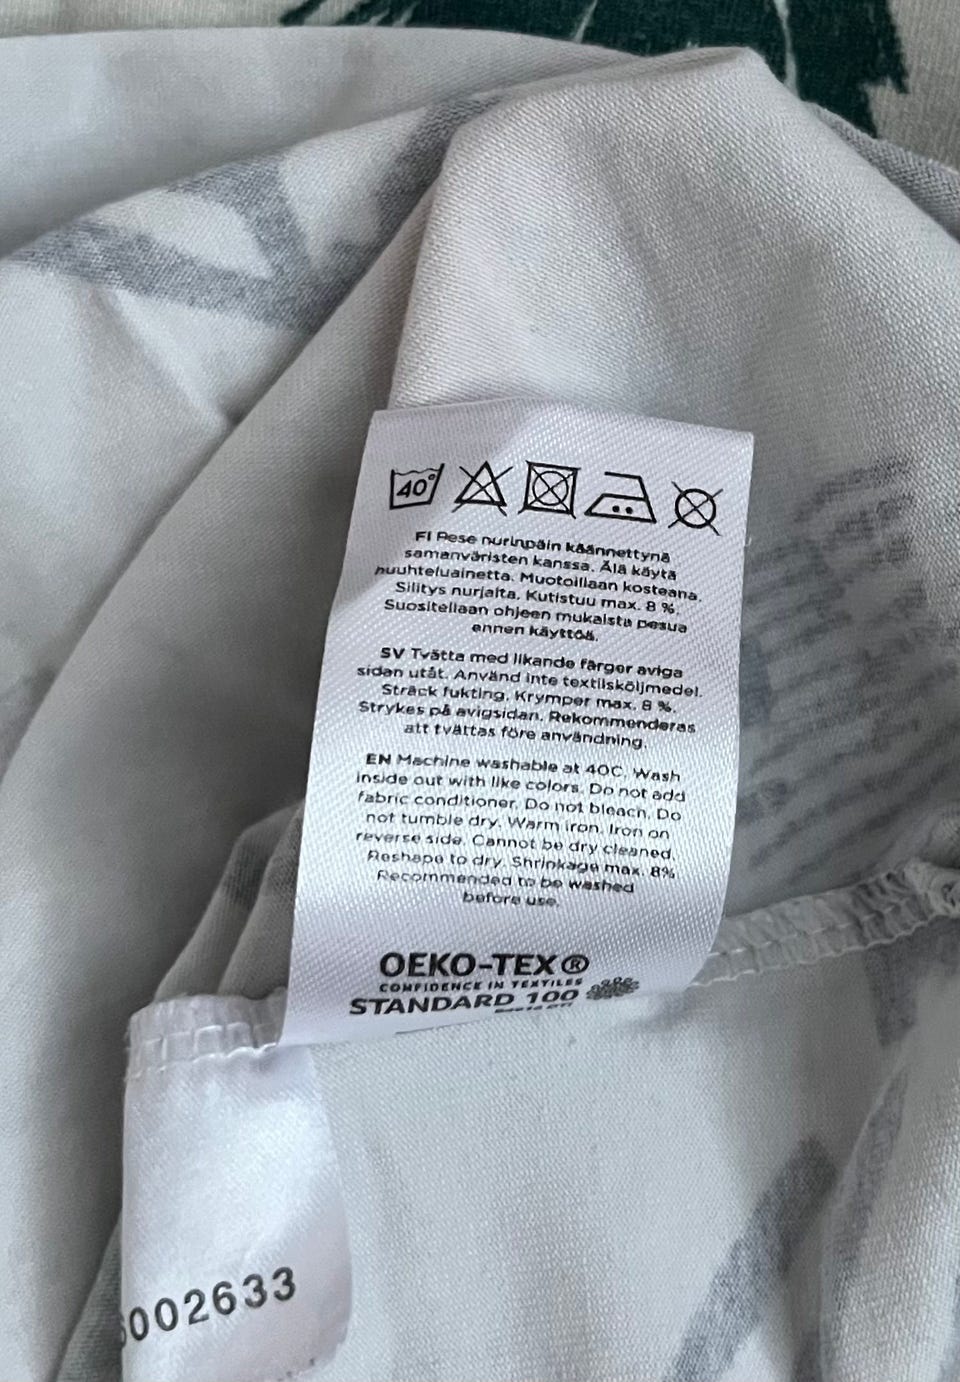 40°
FI Pese nurinpäin käännettynä
samanväristen kanssa. Älä käytä
huuhteluainetta. Muotoillaan kosteana.
Silitys nurjalta. Kutistuu max. 8 %.
Suositellaan ohjeen mukaista pesua
ennen käyttöä.
SV Tvätta med likande färger aviga
sidan utåt. Använd inte textilsköljmedel.
Sträck fukting. Krymper max. 8 %.
Strykes på avigsidan. Rekommenderas
att tvättas före användning.
EN Machine washable at 40C. Wash
inside out with like colors. Do not add
fabric conditioner. Do not bleach. Do
not tumble dry. Warm iron. Iron on
reverse side. Cannot be dry cleaned.
Reshape to dry. Shrinkage max. 8%
Recommended to be washed
before use.
OEKO-TEX®
CONFIDENCE IN TEXTILES
STANDARD 100
002633